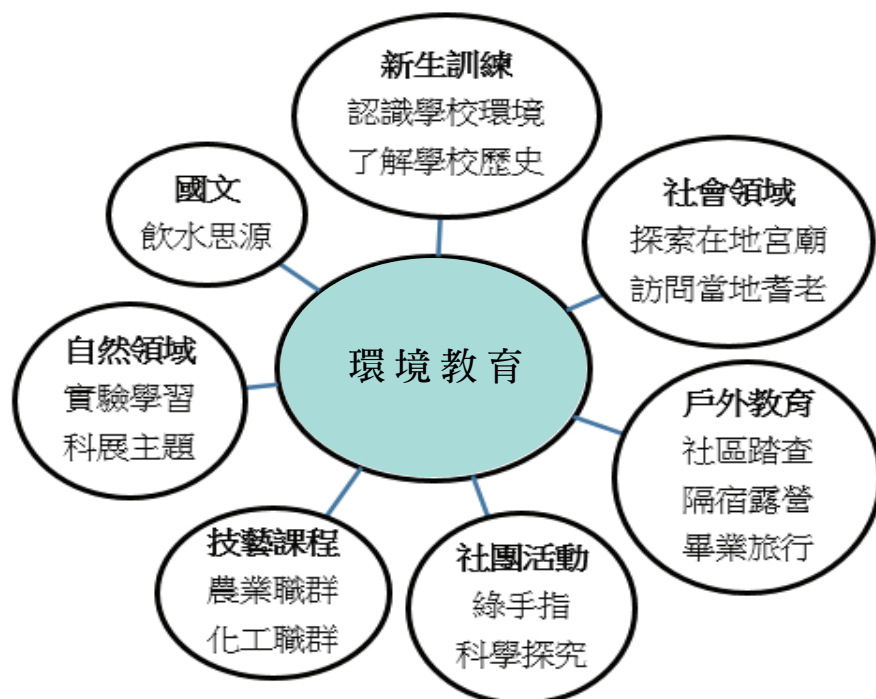 新生訓練
認識學校環境
了解學校歷史
國文
飲水思源
社會領域
探索在地宮廟
訪問當地耆老
環境教育
自然領域
實驗學習
科展主題
戶外教育
社區踏查
隔宿露營
畢業旅行
技藝課程
農業職群
化工職群
社團活動
綠手指
科學探究